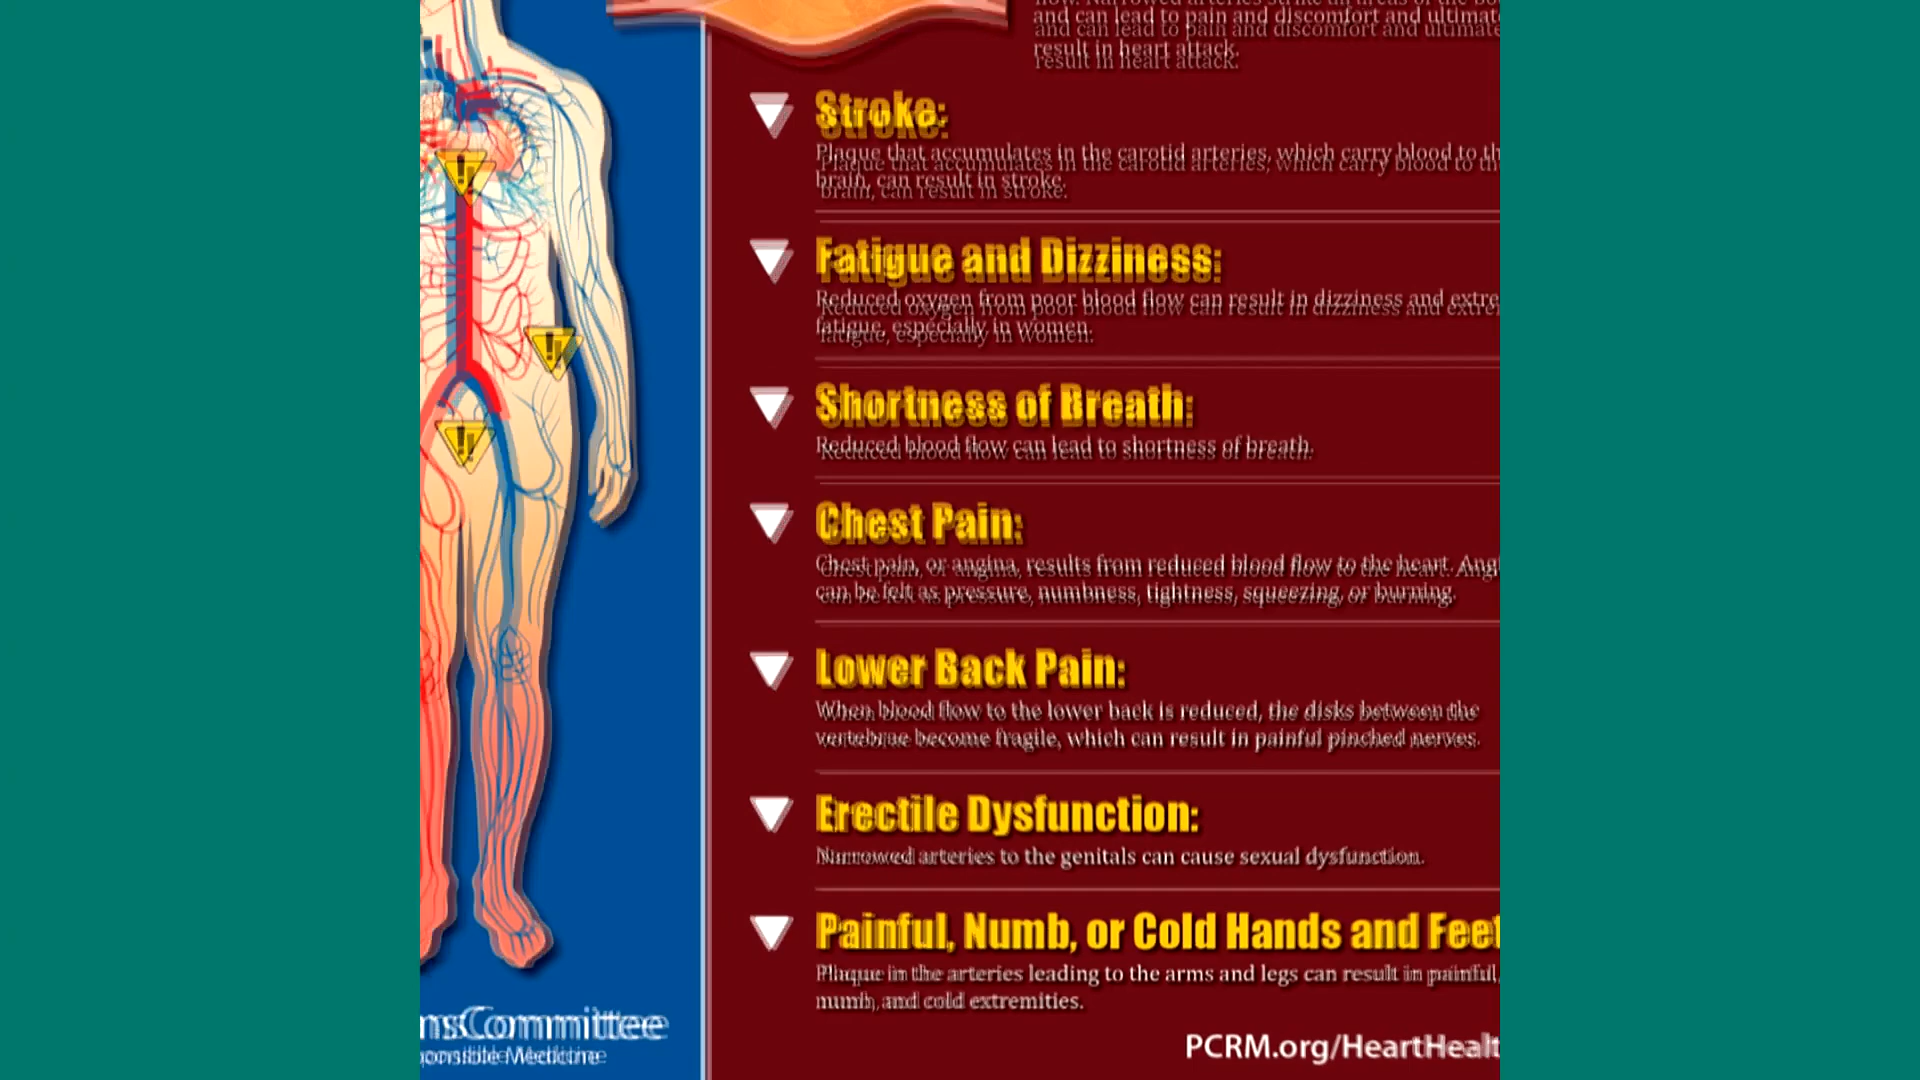 and can lead to pain and discomfort and ultimate
result in heart attack.
Stroke:
Plaque that accumulates in the carotid arteries, which carry blood to th
brain, can result in stroke.
Fatigue and Dizziness:
Reduced oxygen from poor blood flow can result in dizziness and extre
fatigue, especially in women.
Shortness of Breath:
Reduced blood flow can lead to shortness of breath.
Chest Pain:
Chest pain, or angina, results from reduced blood flow to the heart. Angi
can be felt as pressure, numbness, tightness, squeezing, or burning.
Lower Back Pain:
When blood flow to the lower back is reduced, the disks between the
vertebrae become fragile, which can result in painful pinched nerves.
Erectile Dysfunction:
Narrowed arteries to the genitals can cause sexual dysfunction.
Painful, Numb, or Cold Hands and Feet
Plaque in the arteries leading to the arms and legs can result in painful,
numb, and cold extremities.
nsCommittee
onsible Medicine
PCRM.org/HeartHealt